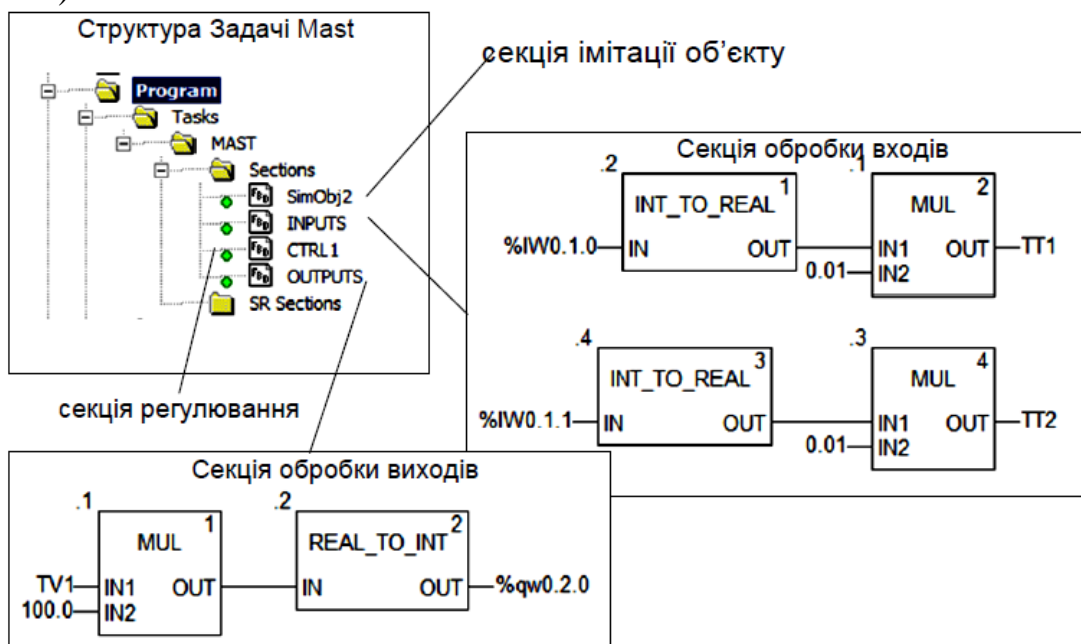 )
Структура Задачі Mast
Program
Tasks
MAST
Sections
SimObj2
INPUTS
CTRL1
OUTPUTS
SR Sections
секція імітації об’єкту
секція регулювання
Секція обробки входів
.2
1
INT_TO_REAL
%IW0.1.0
IN
OUT
.1
2
MUL
IN1
OUT
TT1
0.01
IN2
.4
3
INT_TO_REAL
%IW0.1.1
IN
OUT
.3
4
MUL
IN1
OUT
TT2
0.01
IN2
Секція обробки виходів
.1
1
MUL
TV1
IN1
OUT
100.0
IN2
.2
2
REAL_TO_INT
IN
OUT
%qw0.2.0